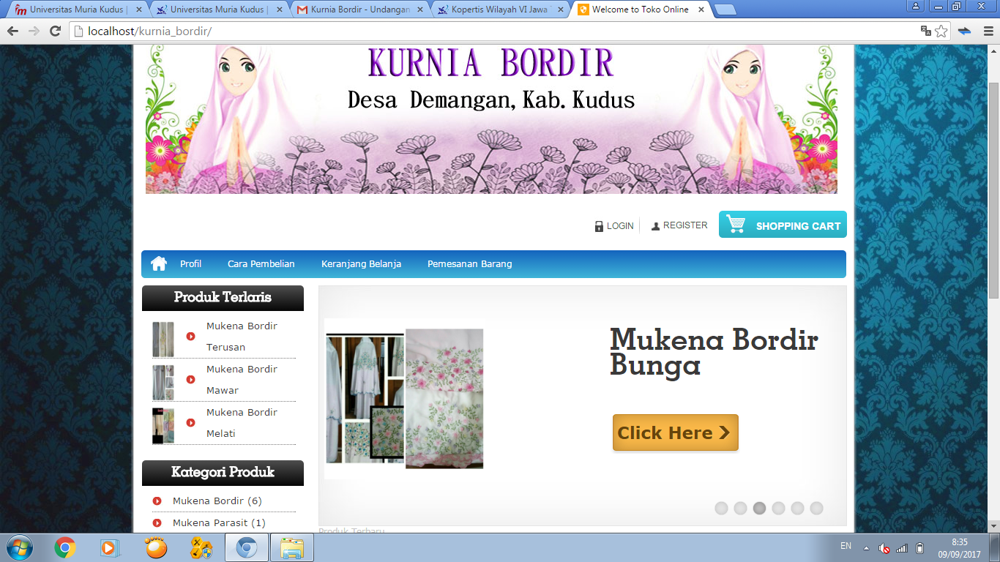 Universitas Muria Kudus |
Universitas Muria Kudus |
Kurnia Bordir - Undangan
Kopertis Wilayah VI Jawa
Welcome to Toko Online
localhost/kurnia_bordir/
KURNIA BORDIR
Desa Demangan,Kab.Kudus
LOGIN
REGISTER
SHOPPING CART
Profil
Cara Pembelian
Keranjang Belanja
Pemesanan Barang
Produk Terlaris
Mukena Bordir
Terusan
Mukena Bordir
Mawar
Mukena Bordir
Melati
Kategori Produk
Mukena Bordir (6)
Mukena Parasit (1)
Mukena Bordir
Bunga
Click Here
Produk Terbaru
EN
8:35
09/09/2017